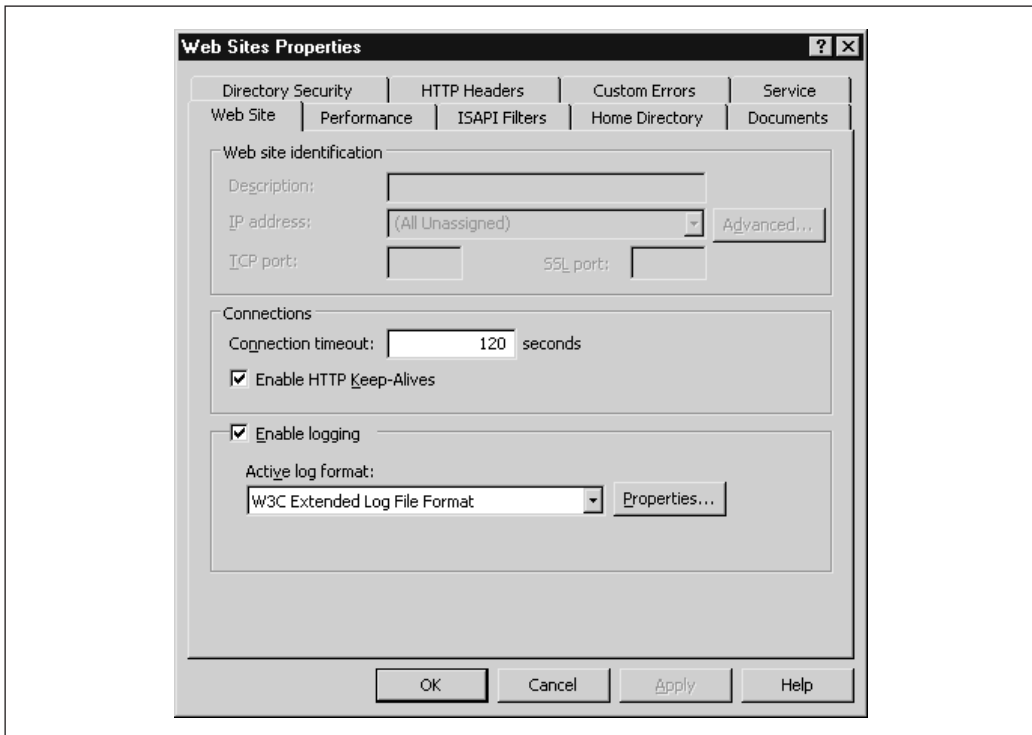 Web Sites Properties
Directory Security HTTP Headers Custom Errors Service
Web Site Performance ISAPI Filters Home Directory Documents
Web site identification
Description:
IP address: (All Unassigned) Advanced...
TCP port: SSL port:
Connections
Connection timeout: 120 seconds
Enable HTTP Keep-Alives
Enable logging
Active log format:
W3C Extended Log File Format Properties...
OK Cancel Apply Help